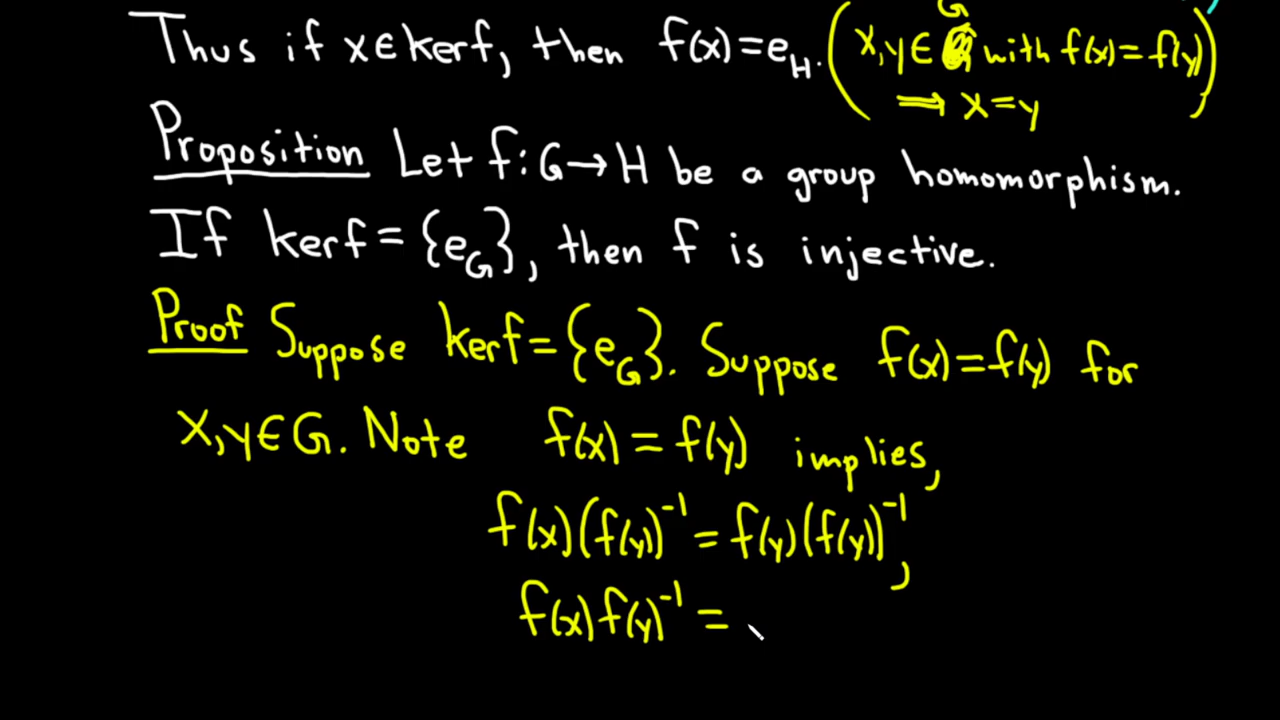 Thus if x∈kerf, then f(x)=e_H. (x,y∈G with f(x)=f(y)
⟹ x=y)
Proposition Let f:G→H be a group homomorphism.
If kerf={e_G}, then f is injective.
Proof Suppose kerf={e_G}. Suppose f(x)=f(y) for
x,y∈G. Note f(x)=f(y) implies,
f(x)(f(y))⁻¹=f(y)(f(y))⁻¹,
f(x)f(y)⁻¹=